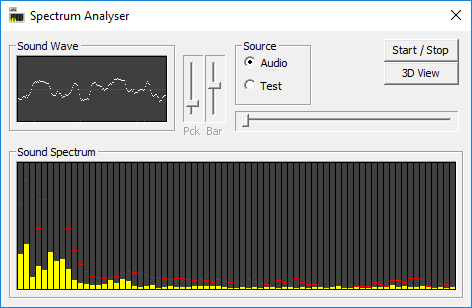 Spectrum Analyser
Sound Wave
Source
Audio
Test
Start / Stop
3D View
Pck
Bar
Sound Spectrum